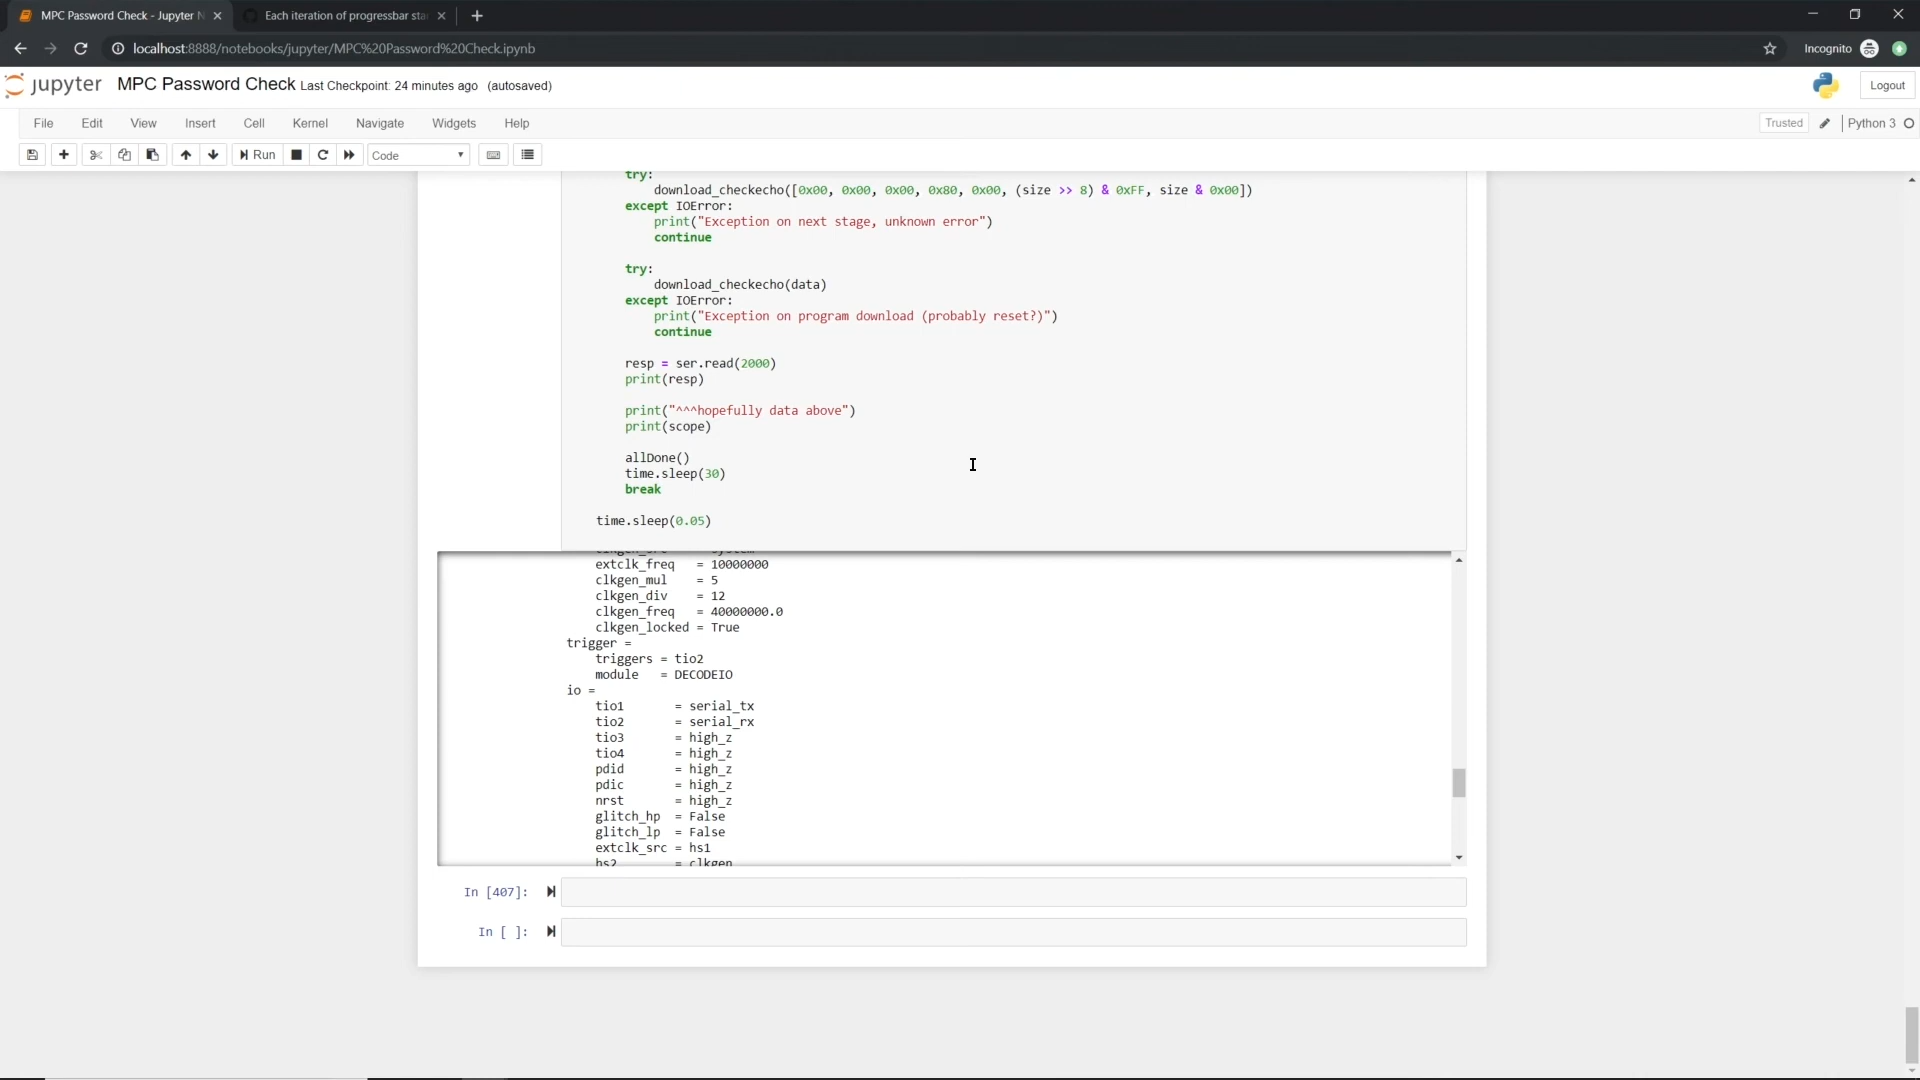 MPC Password Check - Jupyter N
Each iteration of progressbar sta
localhost:8888/notebooks/jupyter/MPC%20Password%20Check.ipynb
Incognito
jupyter MPC Password Check Last Checkpoint: 24 minutes ago (autosaved)
Logout
File Edit View Insert Cell Kernel Navigate Widgets Help
Trusted Python 3
Run Code
try:
download_checkecho([0x00, 0x00, 0x00, 0x80, 0x00, (size >> 8) & 0xFF, size & 0x00])
except IOError:
print("Exception on next stage, unknown error")
continue
try:
download_checkecho(data)
except IOError:
print("Exception on program download (probably reset?)")
continue
resp = ser.read(2000)
print(resp)
print("^^^hopefully data above")
print(scope)
allDone()
time.sleep(30)
break
time.sleep(0.05)
clkgen_src = system
extclk_freq = 10000000
clkgen_mul = 5
clkgen_div = 12
clkgen_freq = 40000000.0
clkgen_locked = True
trigger =
triggers = tio2
module = DECODEIO
io =
tio1 = serial_tx
tio2 = serial_rx
tio3 = high_z
tio4 = high_z
pdid = high_z
pdic = high_z
nrst = high_z
glitch_hp = False
glitch_lp = False
extclk_src = hs1
hs2 = clkgen
In [407]:
In [ ]: